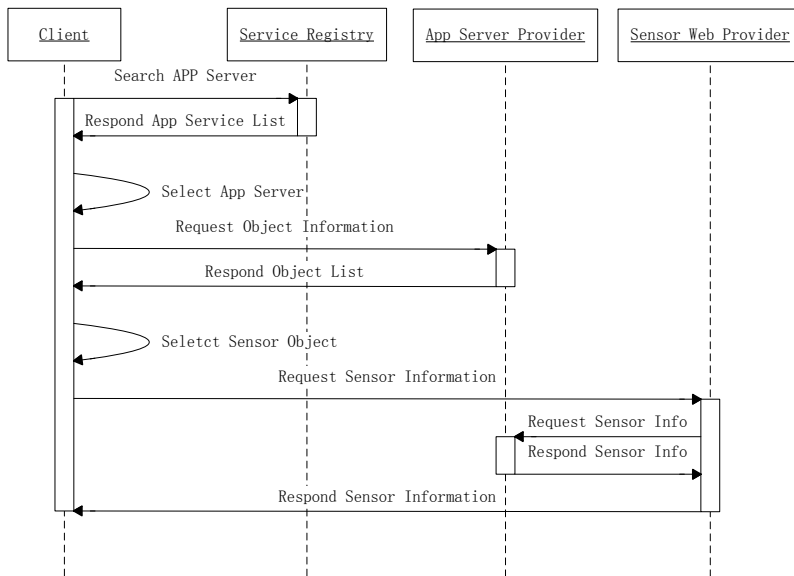 Client
Service Registry
App Server Provider
Sensor Web Provider
Search APP Server
Respond App Service List
Select App Server
Request Object Information
Respond Object List
Seletct Sensor Object
Request Sensor Information
Request Sensor Info
Respond Sensor Info
Respond Sensor Information